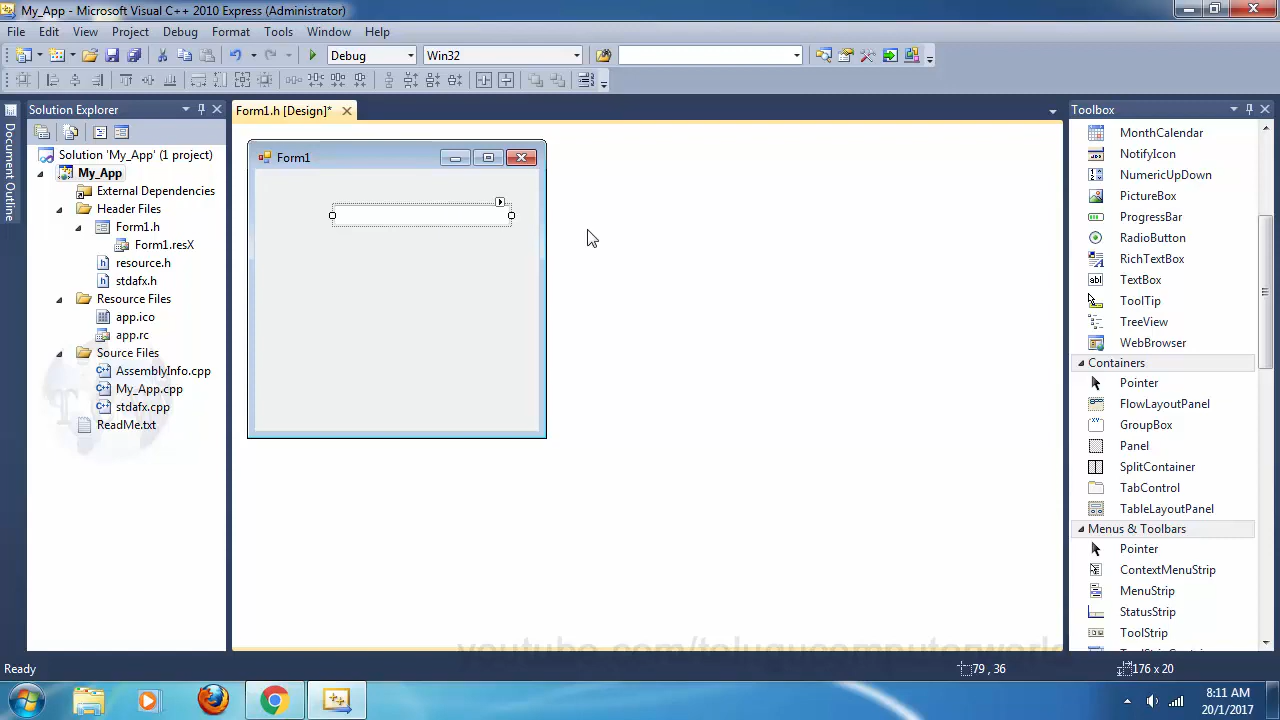 My_App - Microsoft Visual C++ 2010 Express (Administrator)
File Edit View Project Debug Format Tools Window Help
Debug Win32
Document Outline
Solution Explorer
Solution 'My_App' (1 project)
My_App
External Dependencies
Header Files
Form1.h
Form1.resX
resource.h
stdafx.h
Resource Files
app.ico
app.rc
Source Files
AssemblyInfo.cpp
My_App.cpp
stdafx.cpp
ReadMe.txt
Form1.h [Design]*
Form1
Toolbox
MonthCalendar
NotifyIcon
NumericUpDown
PictureBox
ProgressBar
RadioButton
RichTextBox
TextBox
ToolTip
TreeView
WebBrowser
Containers
Pointer
FlowLayoutPanel
GroupBox
Panel
SplitContainer
TabControl
TableLayoutPanel
Menus & Toolbars
Pointer
ContextMenuStrip
MenuStrip
StatusStrip
ToolStrip
Ready
79 , 36
176 x 20
8:11 AM
20/1/2017